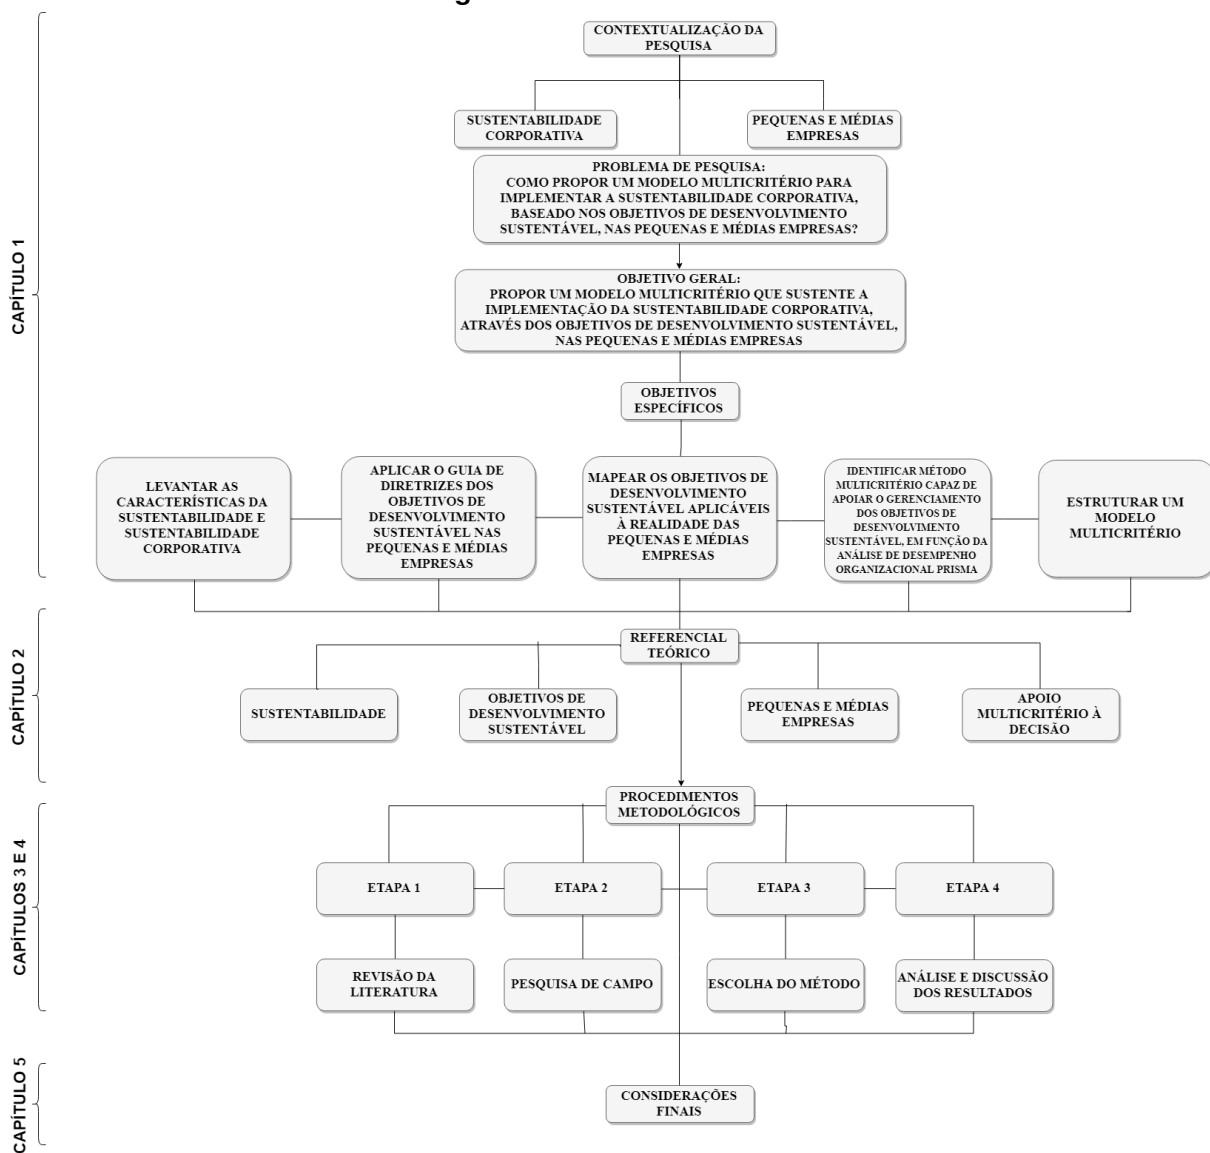 CONTEXTUALIZAÇÃO DA
PESQUISA
SUSTENTABILIDADE
CORPORATIVA
PEQUENAS E MÉDIAS
EMPRESAS
PROBLEMA DE PESQUISA:
COMO PROPOR UM MODELO MULTICRITÉRIO PARA
IMPLEMENTAR A SUSTENTABILIDADE CORPORATIVA,
BASEADO NOS OBJETIVOS DE DESENVOLVIMENTO
SUSTENTÁVEL, NAS PEQUENAS E MÉDIAS EMPRESAS?
CAPÍTULO 1
OBJETIVO GERAL:
PROPOR UM MODELO MULTICRITÉRIO QUE SUSTENTE A
IMPLEMENTAÇÃO DA SUSTENTABILIDADE CORPORATIVA,
ATRAVÉS DOS OBJETIVOS DE DESENVOLVIMENTO SUSTENTÁVEL,
NAS PEQUENAS E MÉDIAS EMPRESAS
OBJETIVOS
ESPECÍFICOS
LEVANTAR AS
CARACTERÍSTICAS DA
SUSTENTABILIDADE E
SUSTENTABILIDADE
CORPORATIVA
APLICAR O GUIA DE
DIRETRIZES DOS
OBJETIVOS DE
DESENVOLVIMENTO
SUSTENTÁVEL NAS
PEQUENAS E MÉDIAS
EMPRESAS
MAPEAR OS OBJETIVOS DE
DESENVOLVIMENTO
SUSTENTÁVEL APLICÁVEIS
À REALIDADE DAS
PEQUENAS E MÉDIAS
EMPRESAS
IDENTIFICAR MÉTODO
MULTICRITÉRIO CAPAZ DE
APOIAR O GERENCIAMENTO
DOS OBJETIVOS DE
DESENVOLVIMENTO
SUSTENTÁVEL, EM FUNÇÃO DA
ANÁLISE DE DESEMPENHO
ORGANIZACIONAL PRISMA
ESTRUTURAR UM
MODELO
MULTICRITÉRIO
CAPÍTULO 2
REFERENCIAL
TEÓRICO
SUSTENTABILIDADE
OBJETIVOS DE
DESENVOLVIMENTO
SUSTENTÁVEL
PEQUENAS E MÉDIAS
EMPRESAS
APOIO
MULTICRITÉRIO À
DECISÃO
CAPÍTULOS 3 E 4
PROCEDIMENTOS
METODOLÓGICOS
ETAPA 1
ETAPA 2
ETAPA 3
ETAPA 4
REVISÃO DA
LITERATURA
PESQUISA DE CAMPO
ESCOLHA DO MÉTODO
ANÁLISE E DISCUSSÃO
DOS RESULTADOS
CAPÍTULO 5
CONSIDERAÇÕES
FINAIS